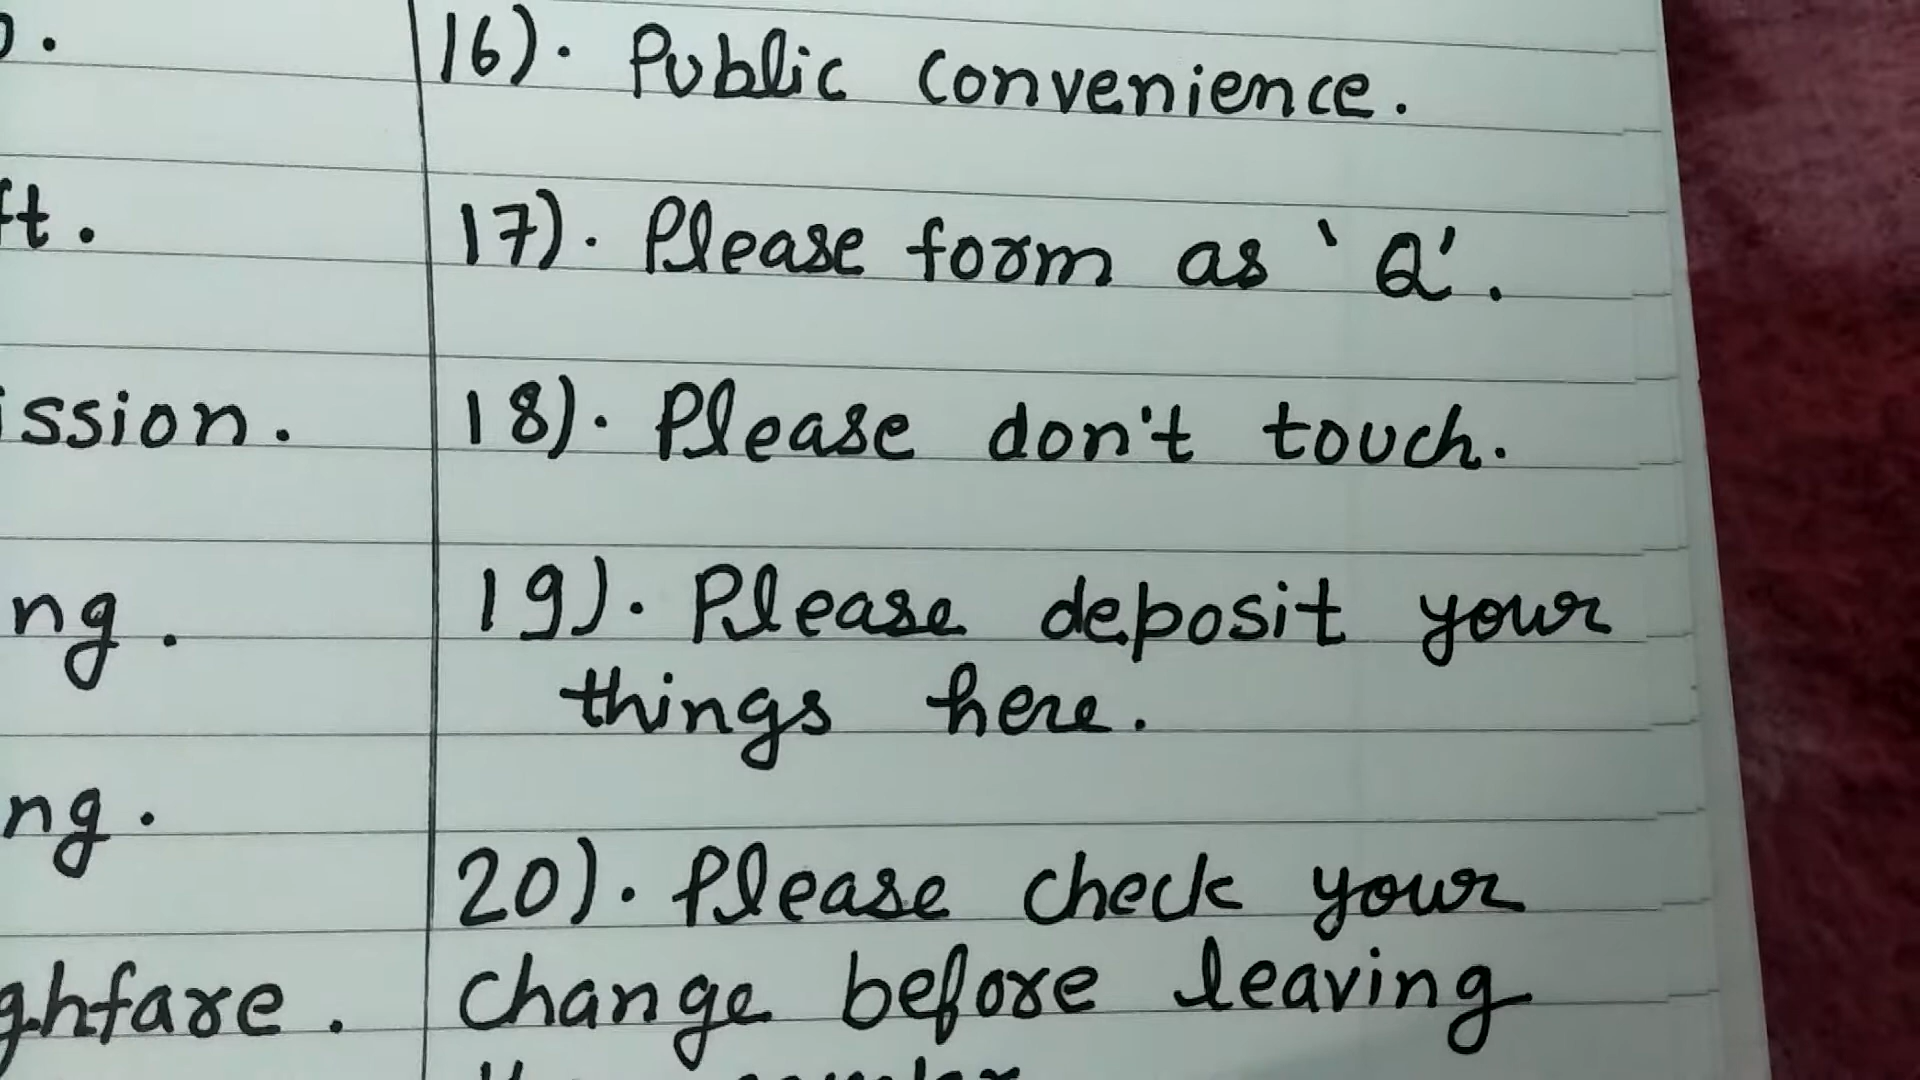 16). Public convenience.
ft.
17). Please form as 'Q'.
ission.
18). Please don't touch.
ng.
19). Please deposit your
things here.
ng.
20). Please check your
ghfare.
change before leaving